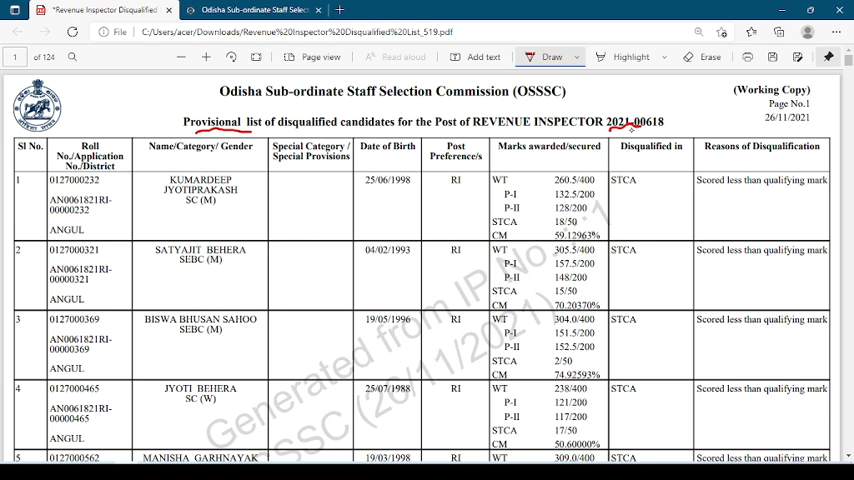 *Revenue Inspector Disqualified
Odisha Sub-ordinate Staff Select
File
C:/Users/acer/Downloads/Revenue%20Inspector%20Disqualified%20List_519.pdf
1 of 124
Page view
Read aloud
Add text
Draw
Highlight
Erase
Odisha Sub-ordinate Staff Selection Commission (OSSSC)
(Working Copy)
Page No.1
26/11/2021
Provisional list of disqualified candidates for the Post of REVENUE INSPECTOR 2021-00618
Sl No. Roll No./Application No./District Name/Category/ Gender Special Category / Special Provisions Date of Birth Post Preference/s Marks awarded/secured Disqualified in Reasons of Disqualification
1 0127000232 KUMARDEEP 25/06/1998 RI WT 260.5/400 STCA Scored less than qualifying mark
JYOTIPRAKASH P-I 132.5/200
AN0061821RI- SC (M) P-II 128/200
00000232 STCA 18/50
ANGUL CM 59.12963%
2 0127000321 SATYAJIT BEHERA 04/02/1993 RI WT 305.5/400 STCA Scored less than qualifying mark
SEBC (M) P-I 157.5/200
AN0061821RI- P-II 148/200
00000321 STCA 15/50
ANGUL CM 70.20370%
3 0127000369 BISWA BHUSAN SAHOO 19/05/1996 RI WT 304.0/400 STCA Scored less than qualifying mark
SEBC (M) P-I 151.5/200
AN0061821RI- P-II 152.5/200
00000369 STCA 2/50
ANGUL CM 74.92593%
4 0127000465 JYOTI BEHERA 25/07/1988 RI WT 238/400 STCA Scored less than qualifying mark
SC (W) P-I 121/200
AN0061821RI- P-II 117/200
00000465 STCA 17/50
ANGUL CM 50.60000%
5 0127000562 MANISHA GARHNAYAK 19/03/1998 RI WT 309.0/400 STCA Scored less than qualifying mark
Generated from IP No. : 1
OSSSC (26/11/2021)